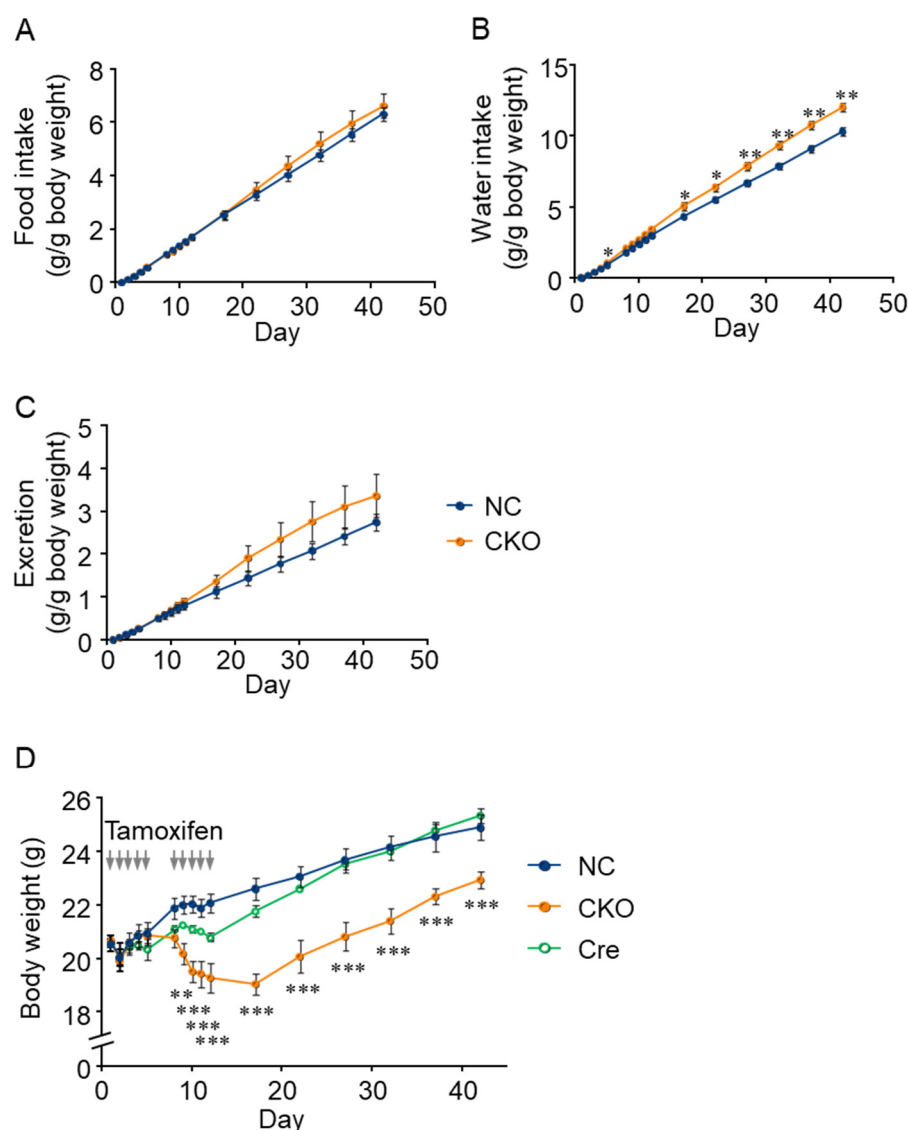 A
Food intake
(g/g body weight)
8
6
4
2
0
0 10 20 30 40 50
Day
B
Water intake
(g/g body weight)
15
10
5
0
* * * ** ** ** **
0 10 20 30 40 50
Day
C
Excretion
(g/g body weight)
5
4
3
2
1
0
0 10 20 30 40 50
Day
NC
CKO
D
Body weight (g)
26
24
22
20
18
0
Tamoxifen
**
***
***
***
*** *** *** *** *** ***
0 10 20 30 40
Day
NC
CKO
Cre